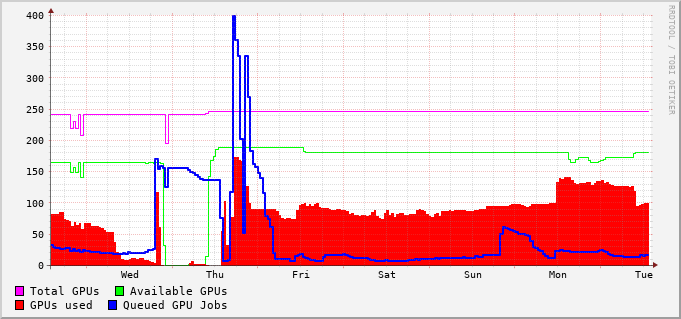 400
350
300
250
200
150
100
50
0
Wed Thu Fri Sat Sun Mon Tue
RRDTOOL / TOBI OETIKER
Total GPUs Available GPUs
GPUs used Queued GPU Jobs